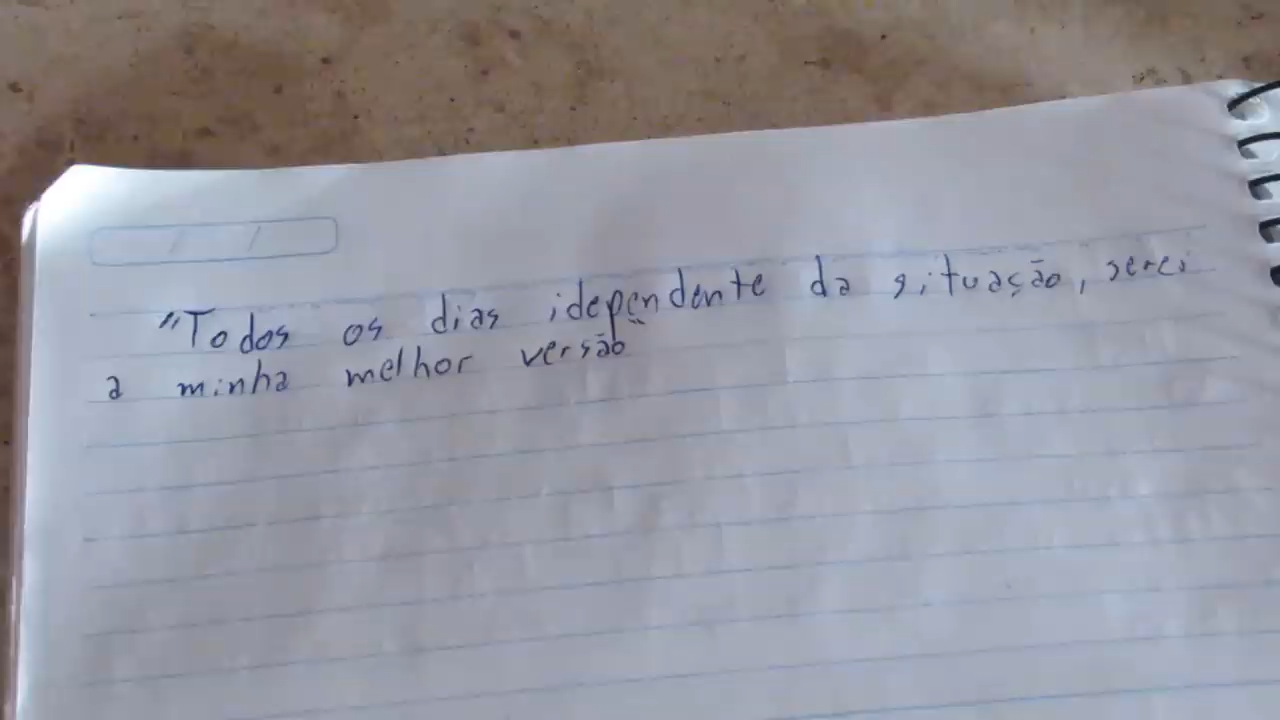 "Todos os dias idependente da situação, serei
a minha melhor versão"